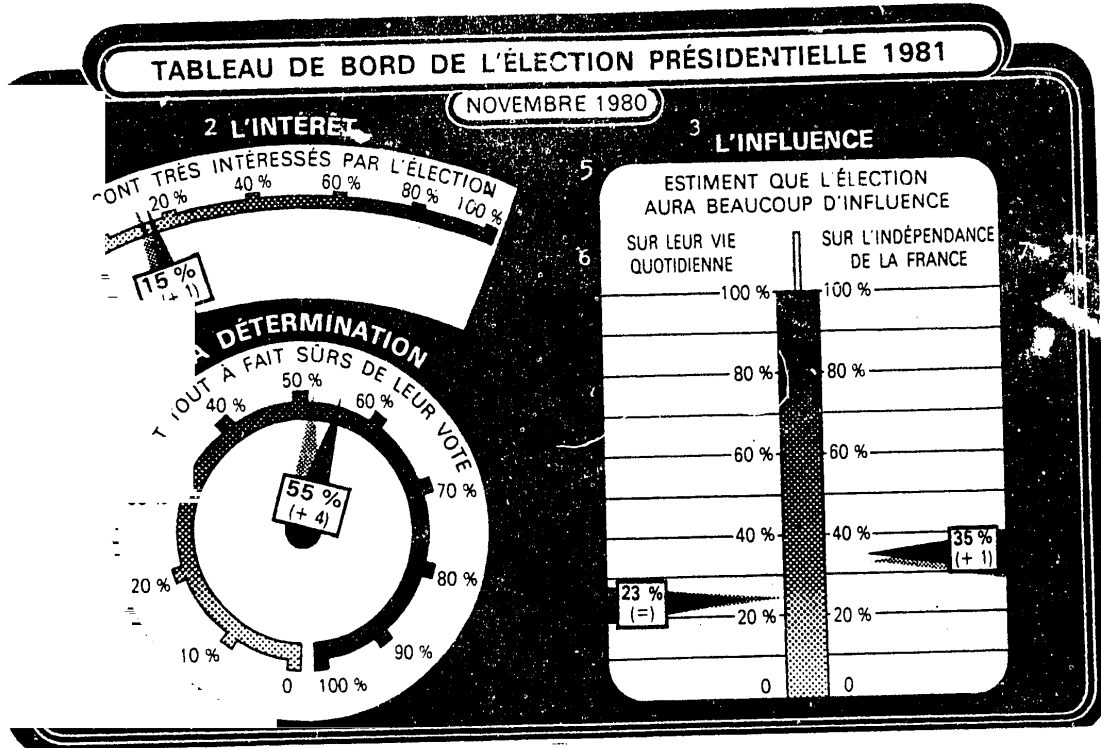 TABLEAU DE BORD DE L'ÉLECTION PRÉSIDENTIELLE 1981
NOVEMBRE 1980
2 L'INTÉRÊT
ONT TRÈS INTÉRESSÉS PAR L'ÉLECTION
20 % 40 % 60 % 80 % 100 %
15 %
(+ 1)
DÉTERMINATION
TOUT A FAIT SÛRS DE LEUR VOTE
50 %
40 % 60 %
70 %
55 %
(+ 4)
20 % 80 %
10 % 90 %
0 100 %
3
L'INFLUENCE
5
ESTIMENT QUE L'ÉLECTION
AURA BEAUCOUP D'INFLUENCE
6
SUR LEUR VIE
QUOTIDIENNE
SUR L'INDÉPENDANCE
DE LA FRANCE
7
100 % 100 %
80 % 80 %
60 % 60 %
40 % 40 %
35 %
(+ 1)
23 %
(=)
20 % 20 %
0 0